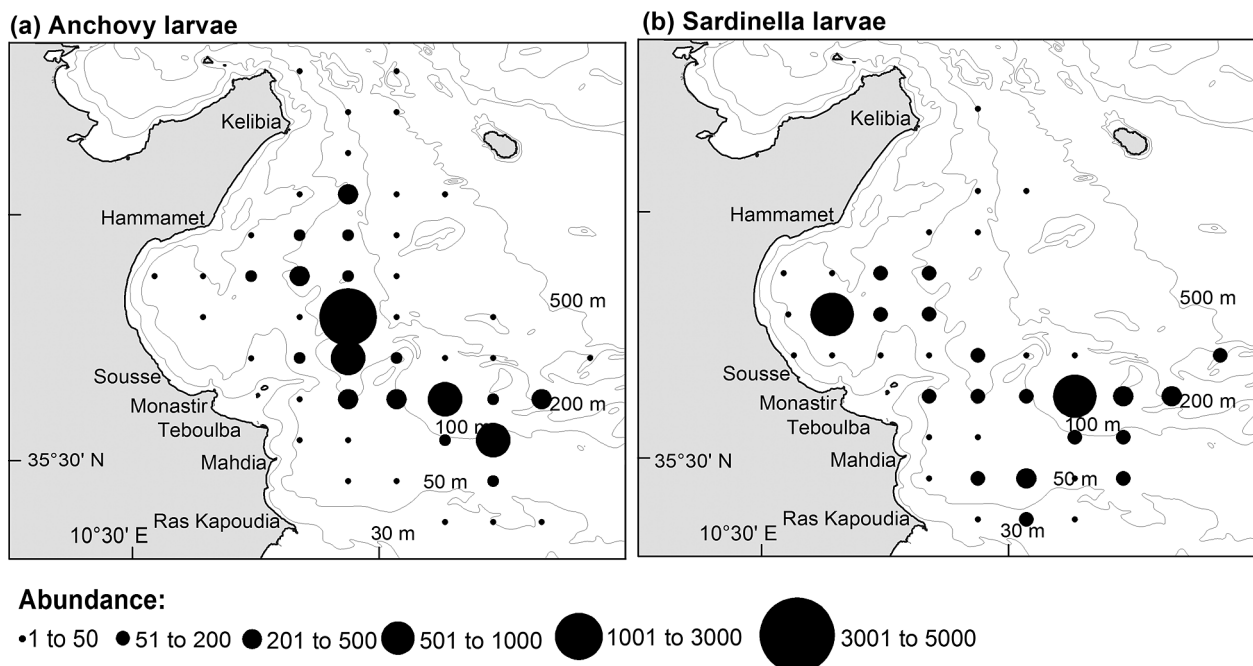 (a) Anchovy larvae
Kelibia
Hammamet
500 m
Sousse
Monastir
200 m
Teboulba
100 m
Mahdia
35°30' N
50 m
Ras Kapoudia
10°30' E
30 m
(b) Sardinella larvae
Kelibia
Hammamet
500 m
Sousse
Monastir
200 m
Teboulba
100 m
Mahdia
35°30' N
50 m
Ras Kapoudia
10°30' E
30 m
Abundance:
1 to 50 51 to 200 201 to 500 501 to 1000 1001 to 3000 3001 to 5000